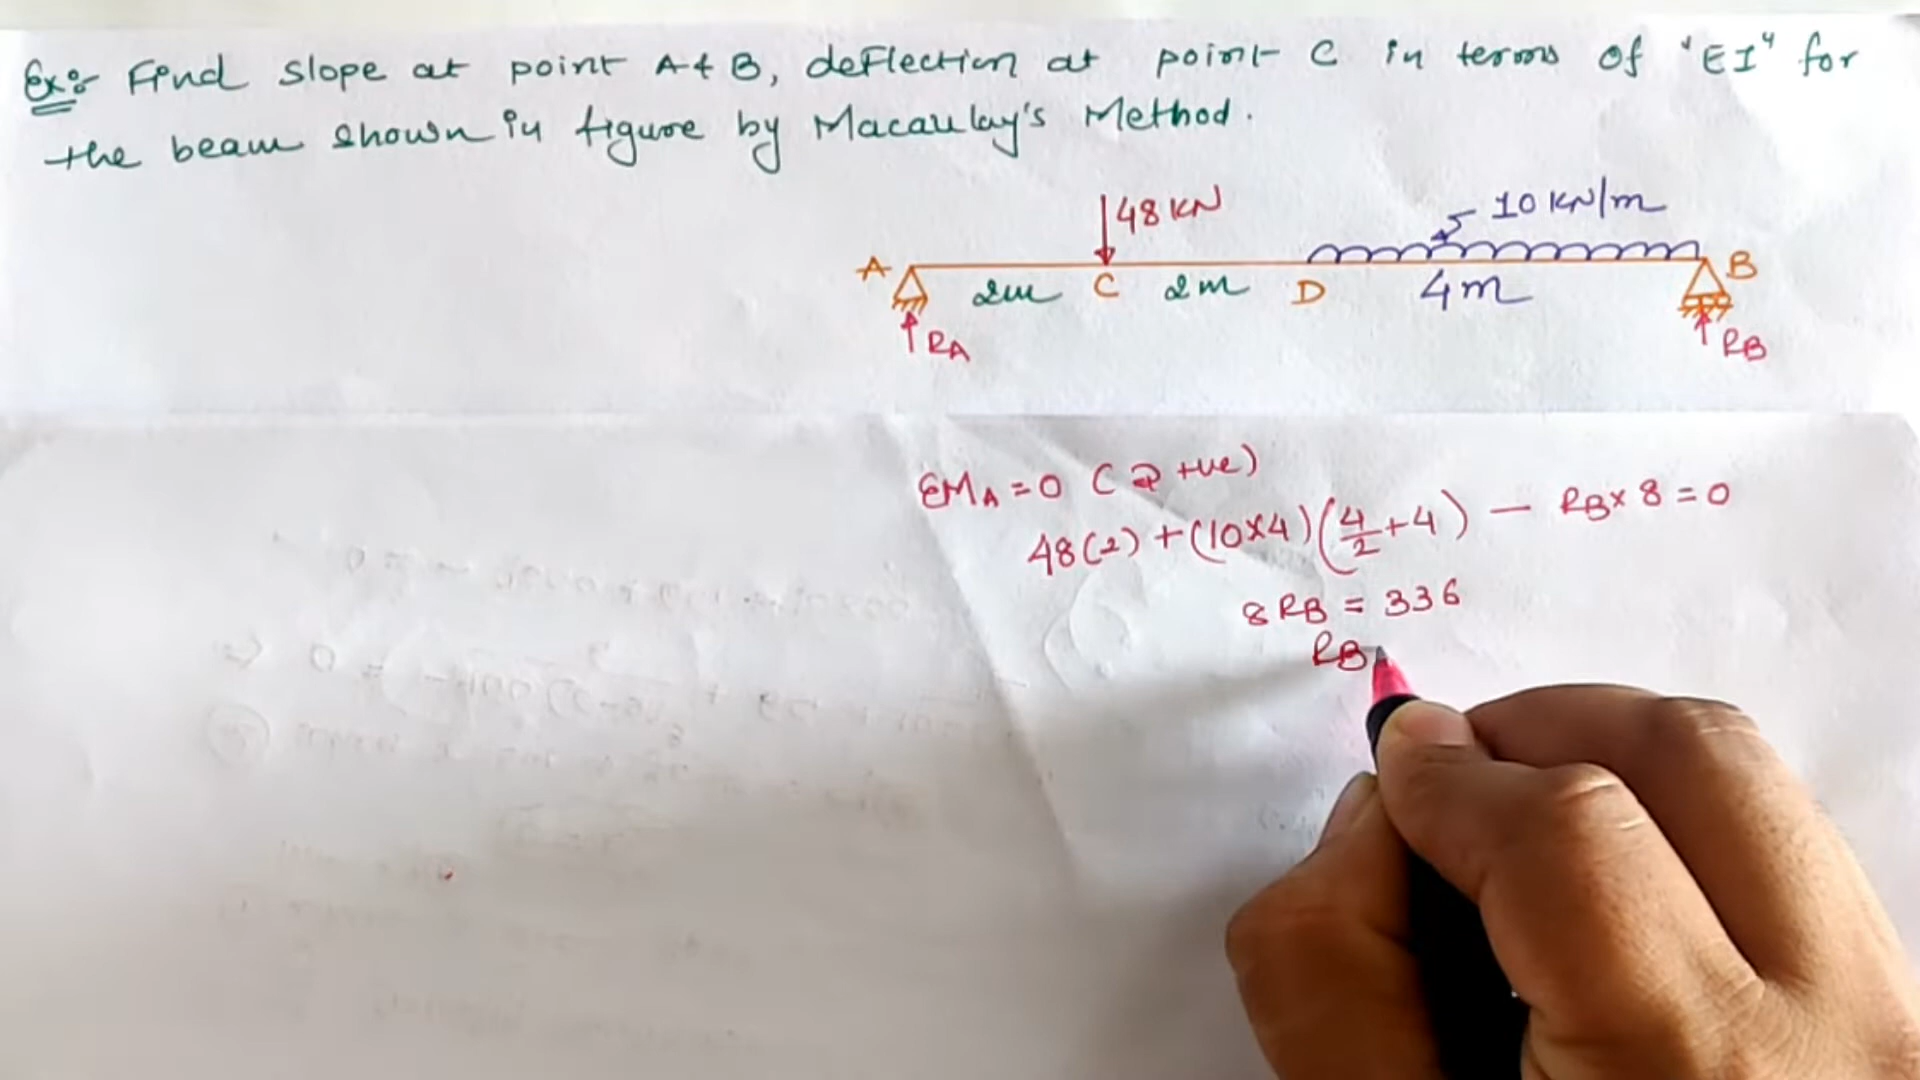 Ex:- Find slope at point A & B, deflection at point C in terms of "EI" for
the beam shown in figure by Macaulay's Method.
48 KN
10 KN/m
A
2m
C
2m
D
4m
B
RA
RB
ΣMA = 0 (↻ +ve)
48(2) + (10×4)(4/2+4) - RB×8 = 0
8RB = 336
RB